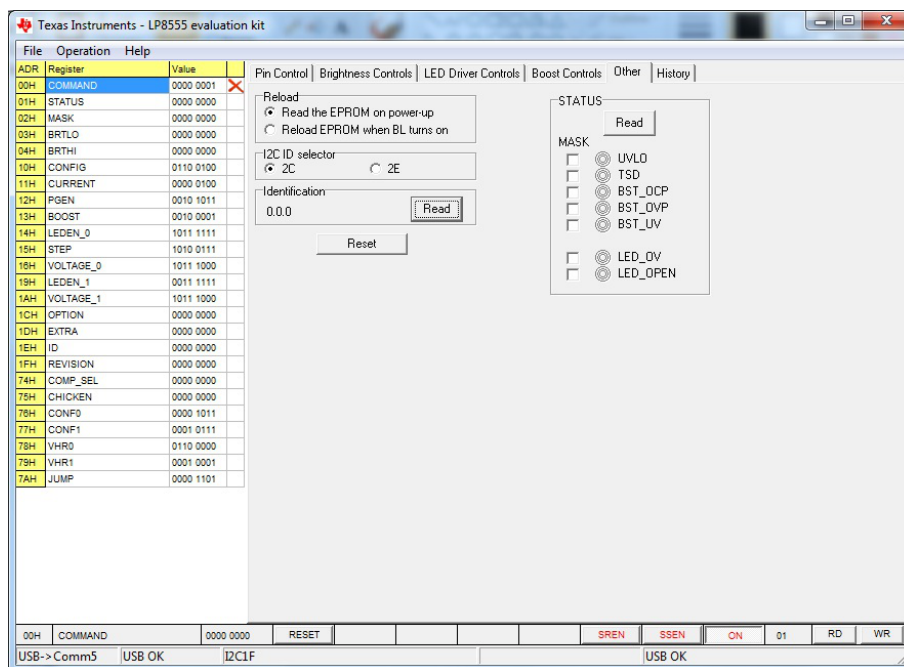 Texas Instruments - LP8555 evaluation kit
File Operation Help
ADR Register Value
00H COMMAND 0000 0001
01H STATUS 0000 0000
02H MASK 0000 0000
03H BRTLO 0000 0000
04H BRTHI 0000 0000
10H CONFIG 0110 0100
11H CURRENT 0000 0100
12H PGEN 0010 1011
13H BOOST 0010 0001
14H LEDEN_0 1011 1111
15H STEP 1010 0111
16H VOLTAGE_0 1011 1000
19H LEDEN_1 0011 1111
1AH VOLTAGE_1 1011 1000
1CH OPTION 0000 0000
1DH EXTRA 0000 0000
1EH ID 0000 0000
1FH REVISION 0000 0000
74H COMP_SEL 0000 0000
75H CHICKEN 0000 0000
76H CONF0 0000 1011
77H CONF1 0001 0111
78H VHR0 0110 0000
79H VHR1 0001 0001
7AH JUMP 0000 1101
Pin Control Brightness Controls LED Driver Controls Boost Controls Other History
Reload
Read the EPROM on power-up
Reload EPROM when BL turns on
I2C ID selector
2C 2E
Identification
0.0.0 Read
Reset
STATUS
Read
MASK
UVLO
TSD
BST_OCP
BST_OVP
BST_UV
LED_OV
LED_OPEN
00H COMMAND 0000 0000 RESET SREN SSEN ON 01 RD WR
USB->Comm5 USB OK I2C1F USB OK